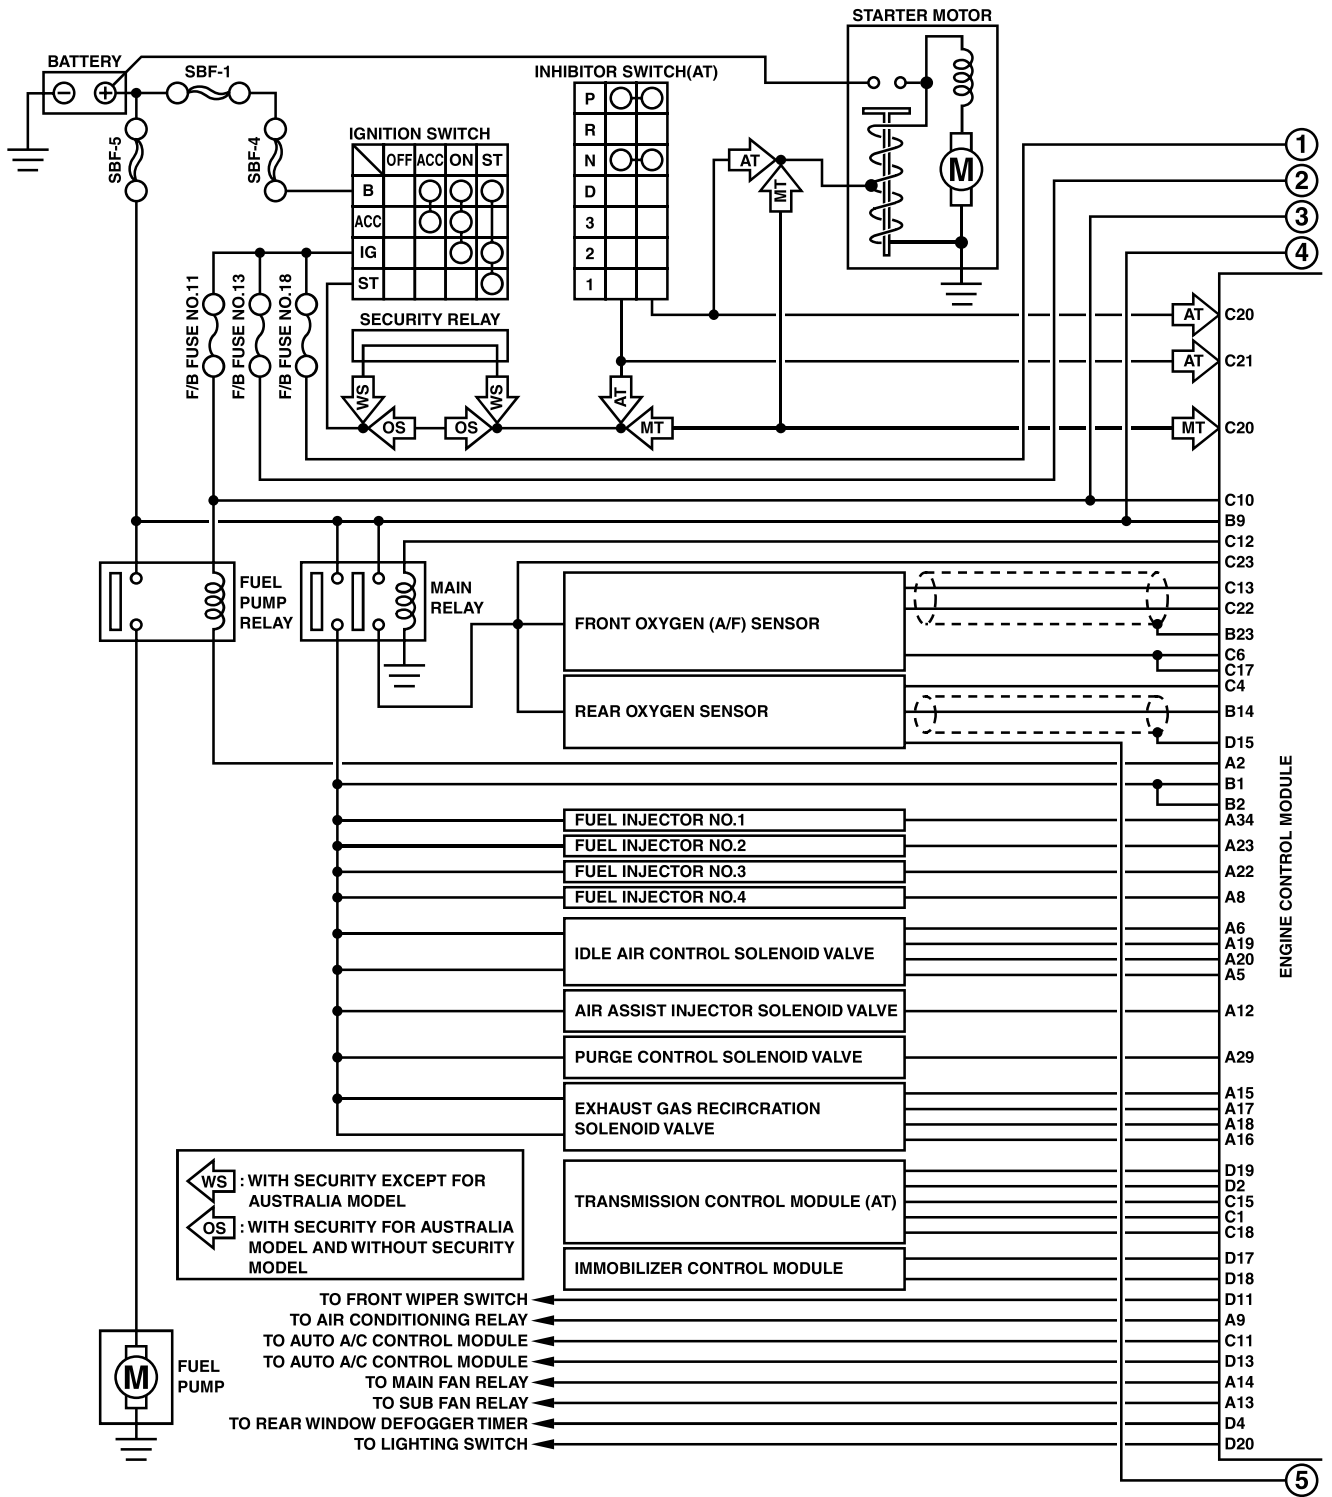 STARTER MOTOR
BATTERY
SBF-1
INHIBITOR SWITCH(AT)
SBF-5
SBF-4
IGNITION SWITCH
OFF ACC ON ST
B
ACC
IG
ST
P
R
N
D
3
2
1
AT
MT
M
1
2
3
4
F/B FUSE NO.11
F/B FUSE NO.13
F/B FUSE NO.18
SECURITY RELAY
WS
WS
OS
OS
AT
MT
AT C20
AT C21
MT C20
C10
B9
C12
C23
FUEL
PUMP
RELAY
MAIN
RELAY
FRONT OXYGEN (A/F) SENSOR
C13
C22
B23
C6
C17
REAR OXYGEN SENSOR
C4
B14
D15
A2
B1
B2
ENGINE CONTROL MODULE
FUEL INJECTOR NO.1 A34
FUEL INJECTOR NO.2 A23
FUEL INJECTOR NO.3 A22
FUEL INJECTOR NO.4 A8
IDLE AIR CONTROL SOLENOID VALVE
A6
A19
A20
A5
AIR ASSIST INJECTOR SOLENOID VALVE A12
PURGE CONTROL SOLENOID VALVE A29
EXHAUST GAS RECIRCRATION
SOLENOID VALVE
A15
A17
A18
A16
WS : WITH SECURITY EXCEPT FOR
AUSTRALIA MODEL
OS : WITH SECURITY FOR AUSTRALIA
MODEL AND WITHOUT SECURITY
MODEL
TRANSMISSION CONTROL MODULE (AT)
D19
D2
C15
C1
C18
IMMOBILIZER CONTROL MODULE
D17
D18
TO FRONT WIPER SWITCH D11
TO AIR CONDITIONING RELAY A9
TO AUTO A/C CONTROL MODULE C11
TO AUTO A/C CONTROL MODULE D13
TO MAIN FAN RELAY A14
TO SUB FAN RELAY A13
TO REAR WINDOW DEFOGGER TIMER D4
TO LIGHTING SWITCH D20
M
FUEL
PUMP
5